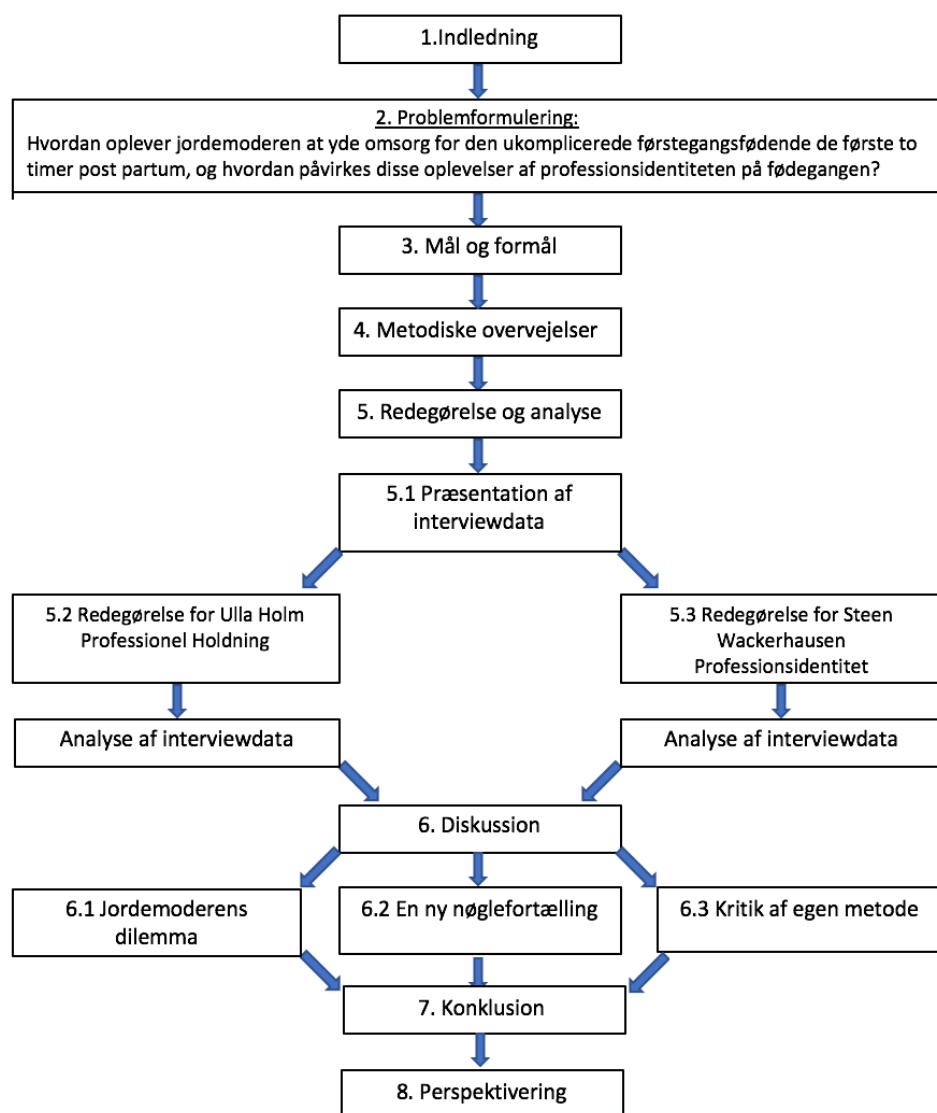 1.Indledning
2. Problemformulering:
Hvordan oplever jordemoderen at yde omsorg for den ukomplicerede førstegangsfødende de første to
timer post partum, og hvordan påvirkes disse oplevelser af professionsidentiteten på fødegangen?
3. Mål og formål
4. Metodiske overvejelser
5. Redegørelse og analyse
5.1 Præsentation af
interviewdata
5.2 Redegørelse for Ulla Holm
Professionel Holdning
5.3 Redegørelse for Steen
Wackerhausen
Professionsidentitet
Analyse af interviewdata
Analyse af interviewdata
6. Diskussion
6.1 Jordemoderens
dilemma
6.2 En ny nøglefortælling
6.3 Kritik af egen metode
7. Konklusion
8. Perspektivering